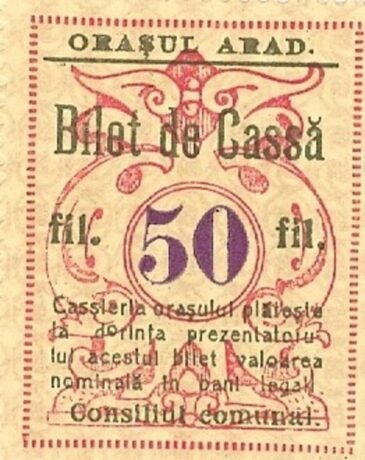 ORAŞUL ARAD.
Bilet de Cassă
fil. 50 fil.
Cassieria oraşului plăteşte
la dorinţa prezentatoru-
lui acestui bilet valoarea
nominală în bani legali
Consiliul comunal.